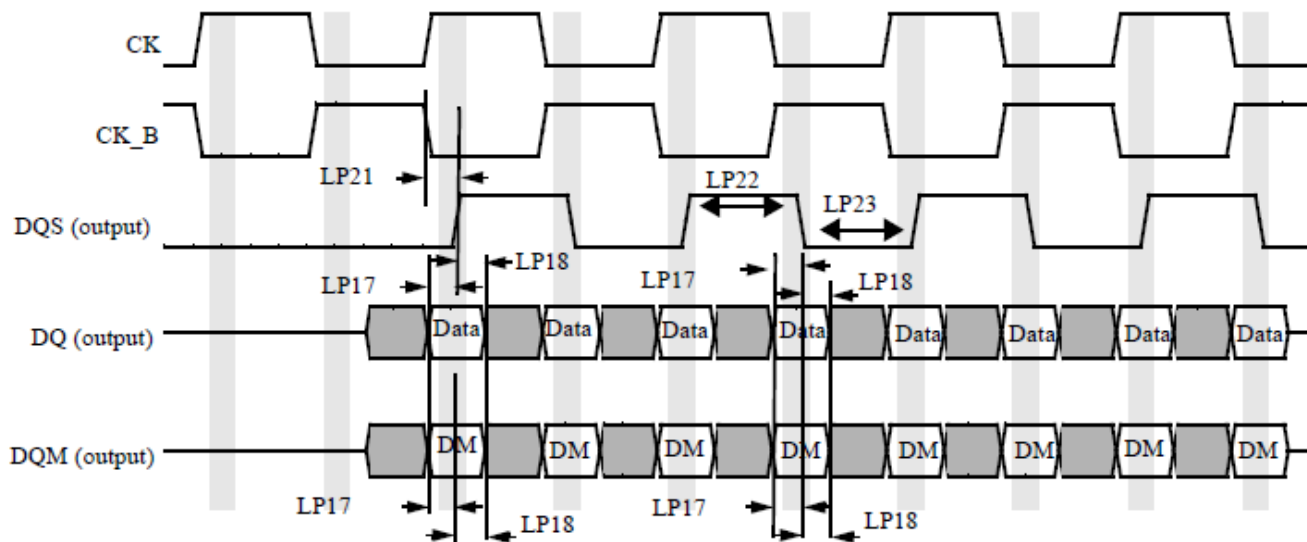 CK
CK_B
LP21
LP22
LP23
DQS (output)
LP17 LP18 LP17 LP18
DQ (output) Data Data Data Data Data Data Data Data
DQM (output) DM DM DM DM DM DM DM DM
LP17 LP18 LP17 LP18